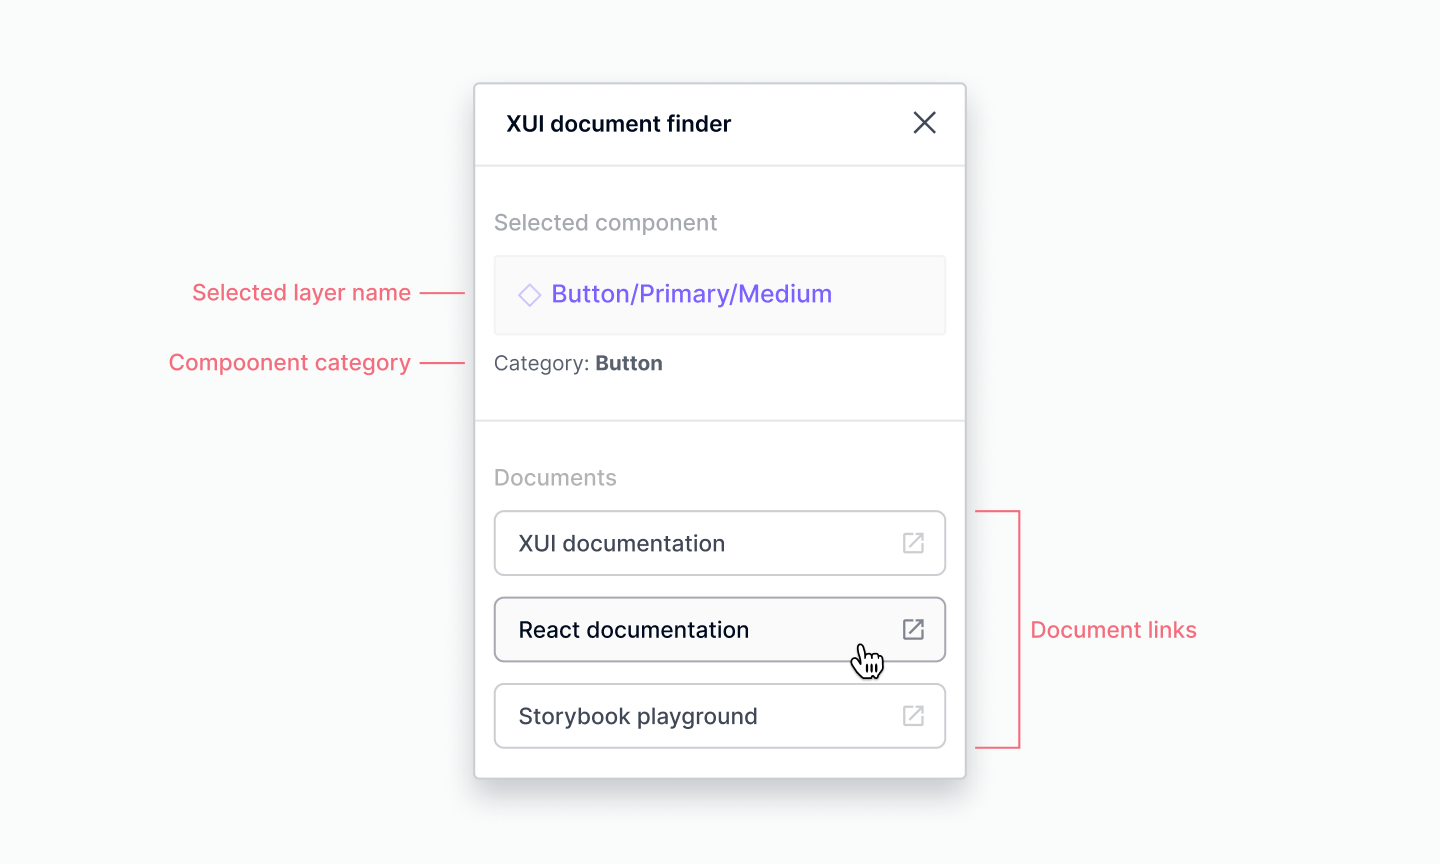 XUI document finder
Selected component
Selected layer name
Button/Primary/Medium
Compoonent category
Category: Button
Documents
XUI documentation
React documentation
Document links
Storybook playground